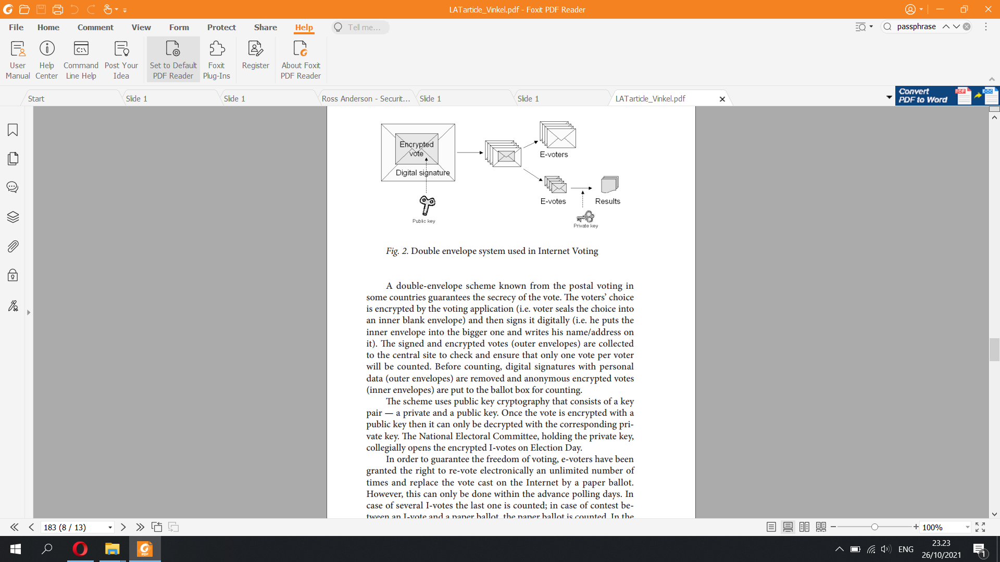 LATarticle_Vinkel.pdf - Foxit PDF Reader
File Home Comment View Form Protect Share Help Tell me... passphrase
User Manual
Help Center
C:\
Command Line Help
Post Your Idea
Set to Default PDF Reader
Foxit Plug-Ins
Register
About Foxit PDF Reader
Start
Slide 1
Slide 1
Ross Anderson - Securit...
Slide 1
Slide 1
LATarticle_Vinkel.pdf
Convert
PDF to Word
PDF
DOC
Encrypted
vote
Digital signature
Public key
E-voters
E-votes
Results
Private key
Fig. 2. Double envelope system used in Internet Voting
A double-envelope scheme known from the postal voting in
some countries guarantees the secrecy of the vote. The voters' choice
is encrypted by the voting application (i.e. voter seals the choice into
an inner blank envelope) and then signs it digitally (i.e. he puts the
inner envelope into the bigger one and writes his name/address on
it). The signed and encrypted votes (outer envelopes) are collected
to the central site to check and ensure that only one vote per voter
will be counted. Before counting, digital signatures with personal
data (outer envelopes) are removed and anonymous encrypted votes
(inner envelopes) are put to the ballot box for counting.
The scheme uses public key cryptography that consists of a key
pair — a private and a public key. Once the vote is encrypted with a
public key then it can only be decrypted with the corresponding pri-
vate key. The National Electoral Committee, holding the private key,
collegially opens the encrypted I-votes on Election Day.
In order to guarantee the freedom of voting, e-voters have been
granted the right to re-vote electronically an unlimited number of
times and replace the vote cast on the Internet by a paper ballot.
However, this can only be done within the advance polling days. In
case of several I-votes the last one is counted; in case of contest be-
tween an I-vote and a paper ballot, the paper ballot is counted. In the
183 (8 / 13)
100%
PDF
ENG
23.23
26/10/2021
1